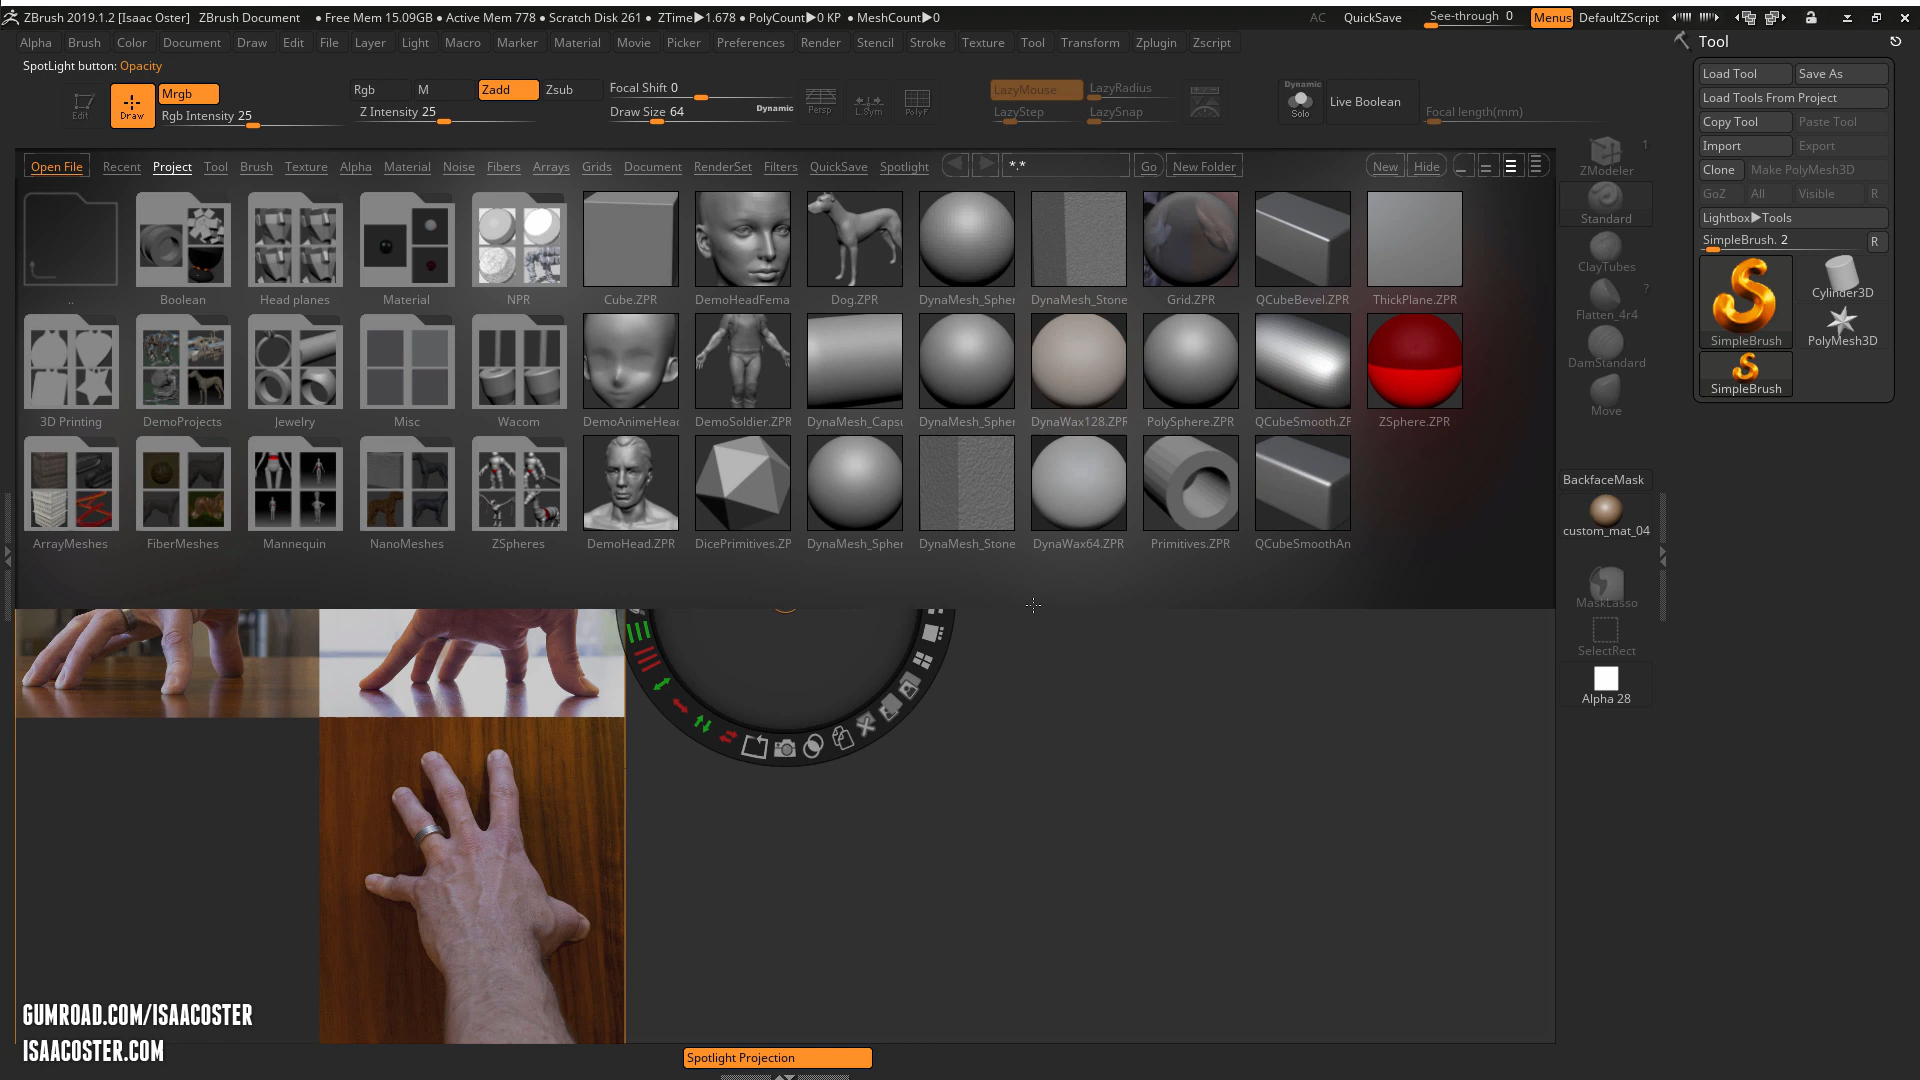 ZBrush 2019.1.2 [Isaac Oster] ZBrush Document • Free Mem 15.09GB • Active Mem 778 • Scratch Disk 261 • ZTime▶1.678 • PolyCount▶0 KP • MeshCount▶0 AC QuickSave See-through 0 Menus DefaultZScript
Alpha Brush Color Document Draw Edit File Layer Light Macro Marker Material Movie Picker Preferences Render Stencil Stroke Texture Tool Transform Zplugin Zscript
Tool
SpotLight button: Opacity
Load Tool Save As
Load Tools From Project
Copy Tool Paste Tool
Import Export
Clone Make PolyMesh3D
GoZ All Visible R
Lightbox▶Tools
SimpleBrush. 2 R
Cylinder3D
SimpleBrush PolyMesh3D
SimpleBrush
Edit Draw
Mrgb
Rgb Intensity 25
Rgb M Zadd Zsub
Z Intensity 25
Focal Shift 0
Draw Size 64 Dynamic
Persp L.Sym PolyF
LazyMouse LazyRadius
LazyStep LazySnap
Dynamic
Solo Live Boolean
Focal length(mm)
Open File Recent Project Tool Brush Texture Alpha Material Noise Fibers Arrays Grids Document RenderSet Filters QuickSave Spotlight *.* Go New Folder New Hide
.. Boolean Head planes Material NPR Cube.ZPR DemoHeadFema Dog.ZPR DynaMesh_Spher DynaMesh_Stone Grid.ZPR QCubeBevel.ZPR ThickPlane.ZPR
3D Printing DemoProjects Jewelry Misc Wacom DemoAnimeHead DemoSoldier.ZPR DynaMesh_Capsu DynaMesh_Spher DynaWax128.ZPR PolySphere.ZPR QCubeSmooth.ZF ZSphere.ZPR
ArrayMeshes FiberMeshes Mannequin NanoMeshes ZSpheres DemoHead.ZPR DicePrimitives.ZP DynaMesh_Spher DynaMesh_Stone DynaWax64.ZPR Primitives.ZPR QCubeSmoothAn
1
ZModeler
Standard
ClayTubes
?
Flatten_4r4
DamStandard
Move
BackfaceMask
custom_mat_04
MaskLasso
SelectRect
Alpha 28
GUMROAD.COM/ISAACOSTER
ISAACOSTER.COM
Spotlight Projection